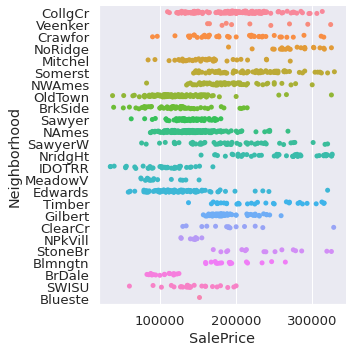 CollgCr
Veenker
Crawfor
NoRidge
Mitchel
Somerst
NWAmes
OldTown
BrkSide
Sawyer
NAmes
SawyerW
NridgHt
IDOTRR
MeadowV
Edwards
Timber
Gilbert
ClearCr
NPkVill
StoneBr
Blmngtn
BrDale
SWISU
Blueste
Neighborhood
100000 200000 300000
SalePrice